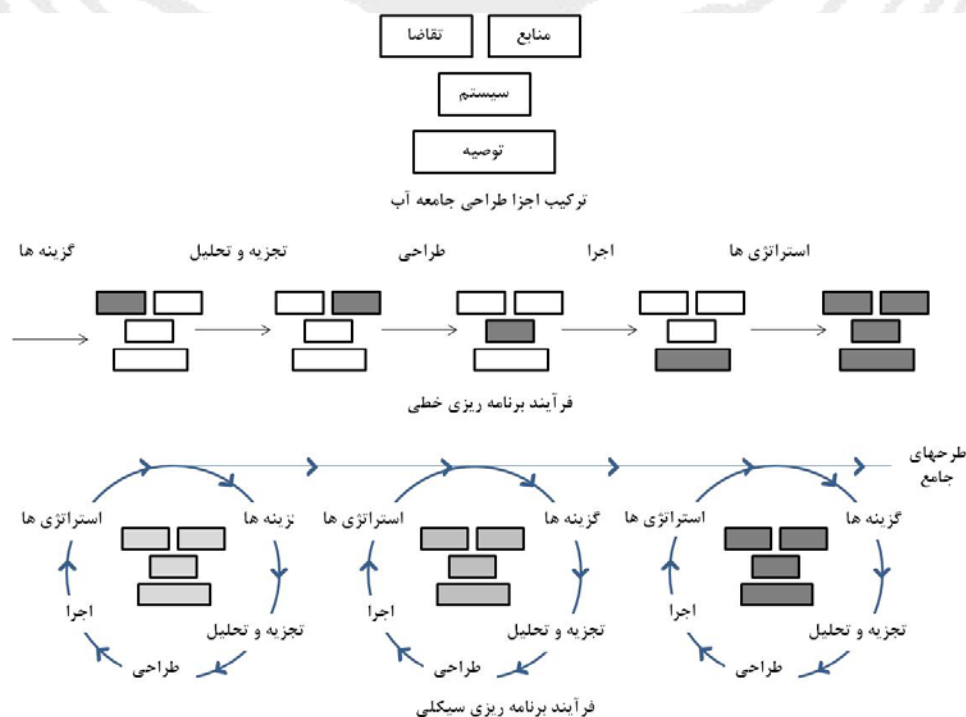 منابع تقاضا
سیستم
توصیه
ترکیب اجزا طراحی جامعه آب
گزینه ها تجزیه و تحلیل طراحی اجرا استراتژی ها
فرآیند برنامه ریزی خطی
طرحهای
جامع
استراتژی ها گزینه ها استراتژی ها گزینه ها استراتژی ها گزینه ها
اجرا اجرا اجرا
تجزیه و تحلیل تجزیه و تحلیل تجزیه و تحلیل
طراحی طراحی طراحی
فرآیند برنامه ریزی سیکلی